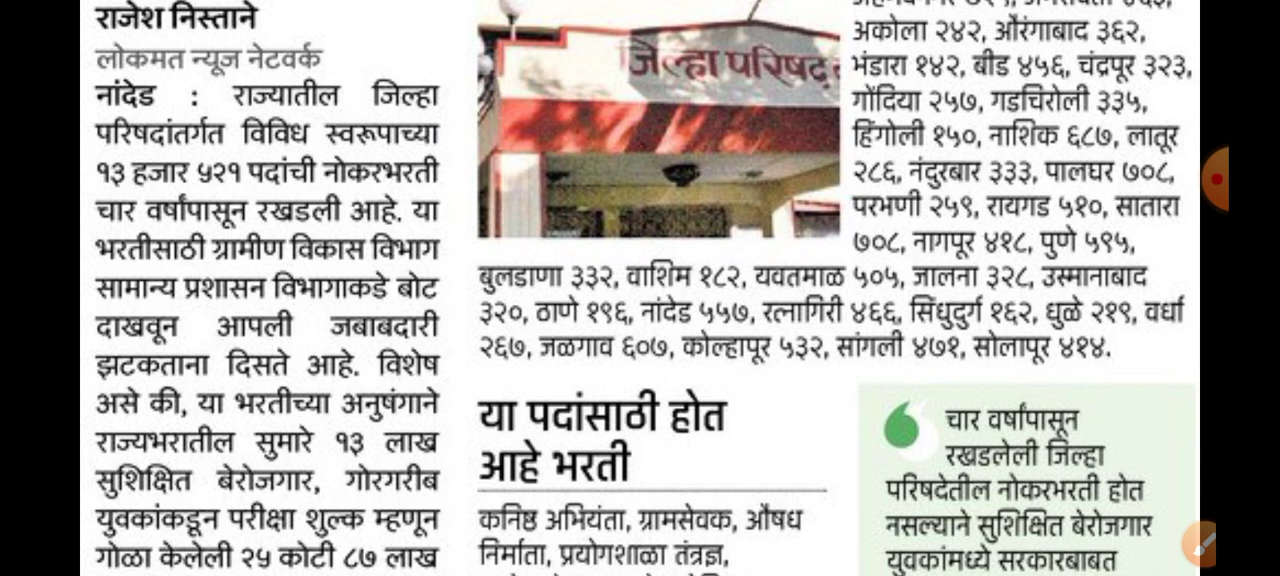 राजेश निस्ताने
लोकमत न्यूज नेटवर्क
नांदेड : राज्यातील जिल्हा
परिषदांतर्गत विविध स्वरूपाच्या
१३ हजार ५२१ पदांची नोकरभरती
चार वर्षांपासून रखडली आहे. या
भरतीसाठी ग्रामीण विकास विभाग
सामान्य प्रशासन विभागाकडे बोट
दाखवून आपली जबाबदारी
झटकताना दिसते आहे. विशेष
असे की, या भरतीच्या अनुषंगाने
राज्यभरातील सुमारे १३ लाख
सुशिक्षित बेरोजगार, गोरगरीब
युवकांकडून परीक्षा शुल्क म्हणून
गोळा केलेली २५ कोटी ८७ लाख
जिल्हा परिषद
अकोला २४२, औरंगाबाद ३६२,
भंडारा १४२, बीड ४५६, चंद्रपूर ३२३,
गोंदिया २५७, गडचिरोली ३३५,
हिंगोली १५०, नाशिक ६८७, लातूर
२८६, नंदुरबार ३३३, पालघर ७०८,
परभणी २५९, रायगड ५१०, सातारा
७०८, नागपूर ४१८, पुणे ५९५,
बुलडाणा ३३२, वाशिम १८२, यवतमाळ ५०५, जालना ३२८, उस्मानाबाद
३२०, ठाणे १९६, नांदेड ५५७, रत्नागिरी ४६६, सिंधुदुर्ग १६२, धुळे २१९, वर्धा
२६७, जळगाव ६०७, कोल्हापूर ५३२, सांगली ४७१, सोलापूर ४१४.
या पदांसाठी होत
आहे भरती
कनिष्ठ अभियंता, ग्रामसेवक, औषध
निर्माता, प्रयोगशाळा तंत्रज्ञ,
चार वर्षांपासून
रखडलेली जिल्हा
परिषदेतील नोकरभरती होत
नसल्याने सुशिक्षित बेरोजगार
युवकांमध्ये सरकारबाबत